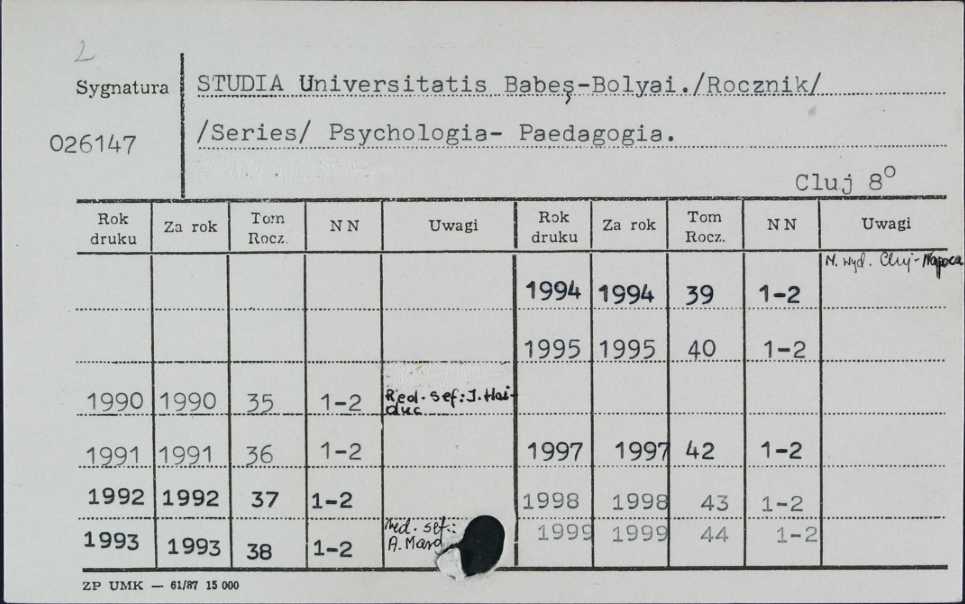 2
Sygnatura STUDIA Universitatis Babeş-Bolyai./Rocznik/
026147 /Series/ Psychologia- Paedagogia.
Cluj 8°
Rok druku Za rok Tom Rocz. NN Uwagi Rok druku Za rok Tom Rocz. NN Uwagi
M. wyd. Cluj-Napoca
1994 1994 39 1-2
1995 1995 40 1-2
1990 1990 35 1-2 Red. sef: I. Hai-
duc
1991 1991 36 1-2 1997 1997 42 1-2
1992 1992 37 1-2 1998 1998 43 1-2
1993 1993 38 1-2 Red. sef.: 1999 1999 44 1-2
A.
ZP UMK — 61/87 15 000